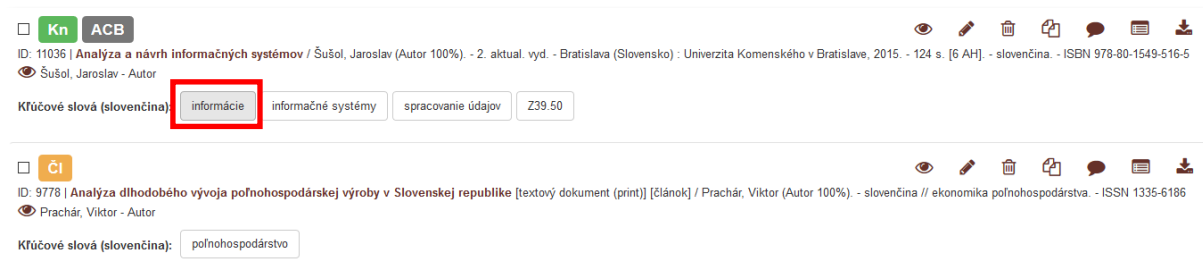 Kn ACB
ID: 11036 | Analýza a návrh informačných systémov / Šušol, Jaroslav (Autor 100%). - 2. aktual. vyd. - Bratislava (Slovensko) : Univerzita Komenského v Bratislave, 2015. - 124 s. [6 AH]. - slovenčina. - ISBN 978-80-1549-516-5
Šušol, Jaroslav - Autor
Kľúčové slová (slovenčina): informácie informačné systémy spracovanie údajov Z39.50
Čl
ID: 9778 | Analýza dlhodobého vývoja poľnohospodárskej výroby v Slovenskej republike [textový dokument (print)] [článok] / Prachár, Viktor (Autor 100%). - slovenčina // ekonomika poľnohospodárstva. - ISSN 1335-6186
Prachár, Viktor - Autor
Kľúčové slová (slovenčina): poľnohospodárstvo